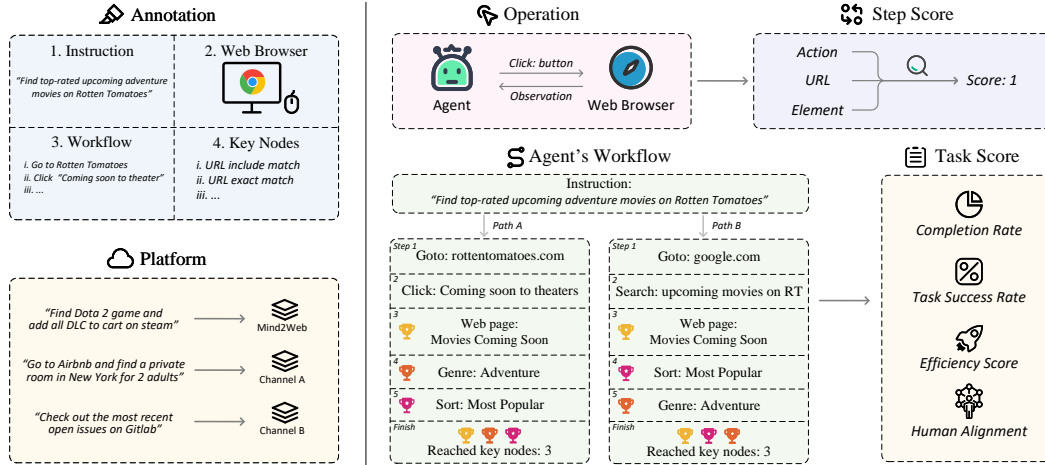 Annotation
1. Instruction
"Find top-rated upcoming adventure
movies on Rotten Tomatoes"
2. Web Browser
3. Workflow
i. Go to Rotten Tomatoes
ii. Click "Coming soon to theater"
iii. ...
4. Key Nodes
i. URL include match
ii. URL exact match
iii. ...
Platform
"Find Dota 2 game and
add all DLC to cart on steam"
Mind2Web
"Go to Airbnb and find a private
room in New York for 2 adults"
Channel A
"Check out the most recent
open issues on Gitlab"
Channel B
Operation
Agent
Click: button
Observation
Web Browser
Step Score
Action
URL
Element
Score: 1
Agent's Workflow
Instruction:
"Find top-rated upcoming adventure movies on Rotten Tomatoes"
Path A
Step 1
Goto: rottentomatoes.com
2
Click: Coming soon to theaters
3
Web page:
Movies Coming Soon
4
Genre: Adventure
5
Sort: Most Popular
Finish
Reached key nodes: 3
Path B
Step 1
Goto: google.com
2
Search: upcoming movies on RT
3
Web page:
Movies Coming Soon
4
Sort: Most Popular
5
Genre: Adventure
Finish
Reached key nodes: 3
Task Score
Completion Rate
Task Success Rate
Efficiency Score
Human Alignment